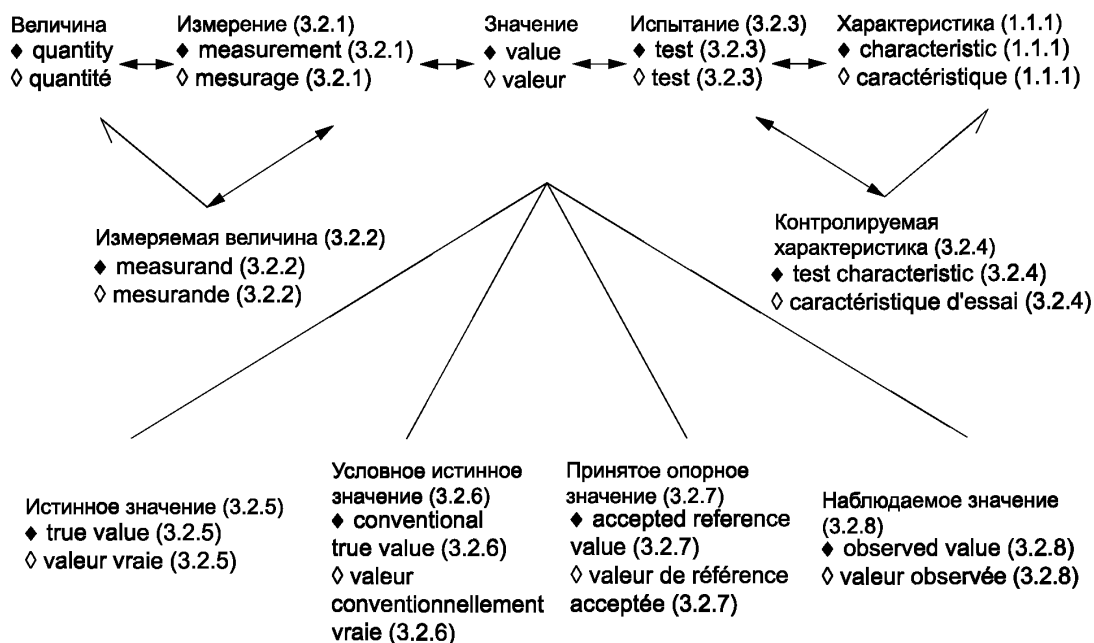 Величина
♦ quantity
◊ quantité
Измерение (3.2.1)
♦ measurement (3.2.1)
◊ mesurage (3.2.1)
Значение
♦ value
◊ valeur
Испытание (3.2.3)
♦ test (3.2.3)
◊ test (3.2.3)
Характеристика (1.1.1)
♦ characteristic (1.1.1)
◊ caractéristique (1.1.1)
Измеряемая величина (3.2.2)
♦ measurand (3.2.2)
◊ mesurande (3.2.2)
Контролируемая
характеристика (3.2.4)
♦ test characteristic (3.2.4)
◊ caractéristique d'essai (3.2.4)
Истинное значение (3.2.5)
♦ true value (3.2.5)
◊ valeur vraie (3.2.5)
Условное истинное
значение (3.2.6)
♦ conventional
true value (3.2.6)
◊ valeur
conventionnellement
vraie (3.2.6)
Принятое опорное
значение (3.2.7)
♦ accepted reference
value (3.2.7)
◊ valeur de référence
acceptée (3.2.7)
Наблюдаемое значение
(3.2.8)
♦ observed value (3.2.8)
◊ valeur observée (3.2.8)